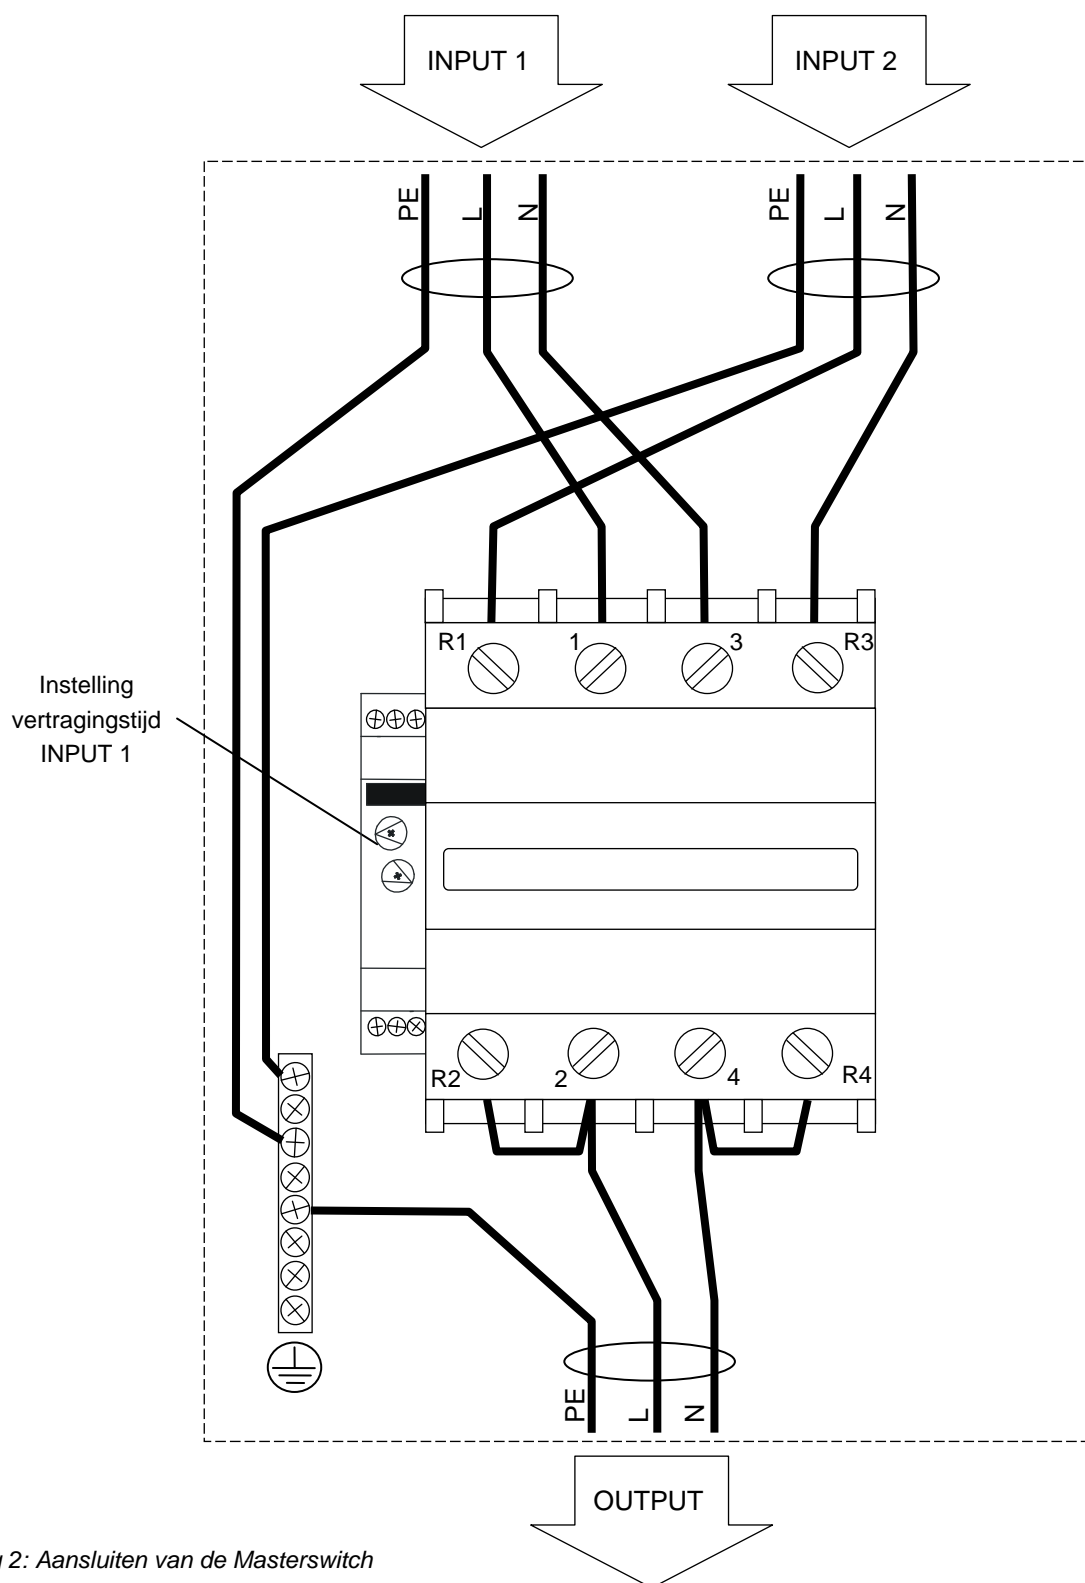 INPUT 1
INPUT 2
PE
L
N
PE
L
N
R1
1
3
R3
Instelling
vertragingstijd
INPUT 1
R2
2
4
R4
PE
L
N
OUTPUT
2: Aansluiten van de Masterswitch